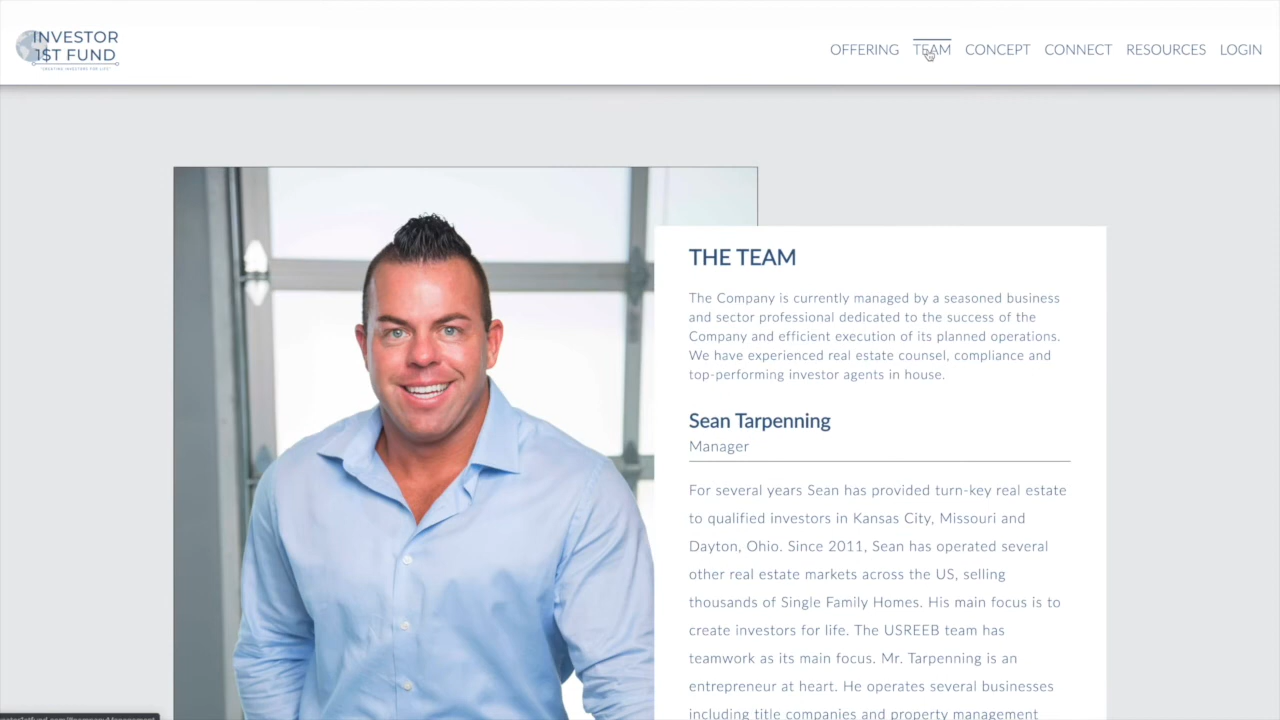 INVESTOR
1$T FUND
"CREATING INVESTORS FOR LIFE"
OFFERING TEAM CONCEPT CONNECT RESOURCES LOGIN
THE TEAM
The Company is currently managed by a seasoned business
and sector professional dedicated to the success of the
Company and efficient execution of its planned operations.
We have experienced real estate counsel, compliance and
top-performing investor agents in house.
Sean Tarpenning
Manager
For several years Sean has provided turn-key real estate
to qualified investors in Kansas City, Missouri and
Dayton, Ohio. Since 2011, Sean has operated several
other real estate markets across the US, selling
thousands of Single Family Homes. His main focus is to
create investors for life. The USREEB team has
teamwork as its main focus. Mr. Tarpenning is an
entrepreneur at heart. He operates several businesses
including title companies and property management